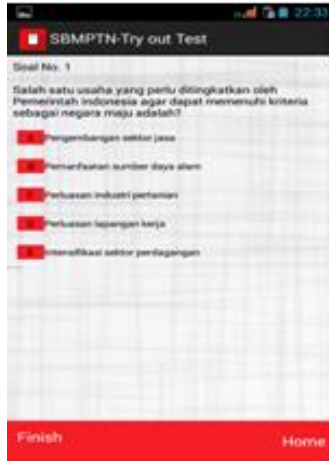 22:33
SBMPTN-Try out Test
Soal No. 1
Salah satu usaha yang perlu ditingkatkan oleh
Pemerintah Indonesia agar dapat memenuhi kriteria
sebagai negara maju adalah?
Pengembangan sektor jasa
Pemanfaatan sumber daya alam
Perluasan industri pertanian
Perluasan lapangan kerja
Intensifikasi sektor perdagangan
Finish
Home